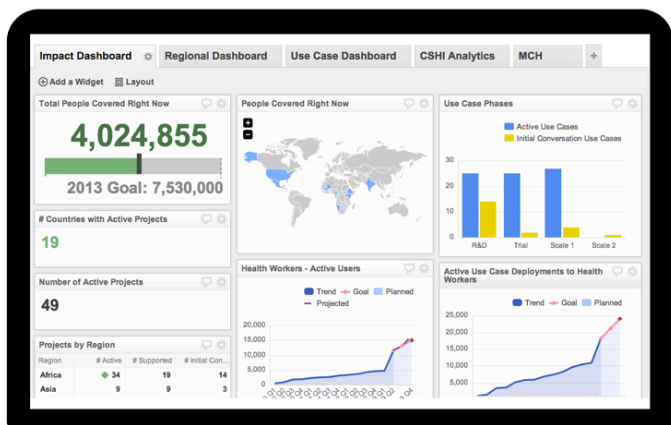 Impact Dashboard
Regional Dashboard
Use Case Dashboard
CSHI Analytics
MCH
+
Add a Widget
Layout
Total People Covered Right Now
4,024,855
2013 Goal: 7,530,000
# Countries with Active Projects
19
Number of Active Projects
49
Projects by Region
Region # Active # Supported # Initial Con...
Africa 34 19 14
Asia 9 9 3
People Covered Right Now
+
−
Health Workers - Active Users
Trend Goal Planned
Projected
20,000
15,000
10,000
5,000
0
Use Case Phases
Active Use Cases
Initial Conversation Use Cases
30
20
10
0
R&D Trial Scale 1 Scale 2
Active Use Case Deployments to Health
Workers
Trend Goal Planned
25,000
20,000
15,000
10,000
5,000